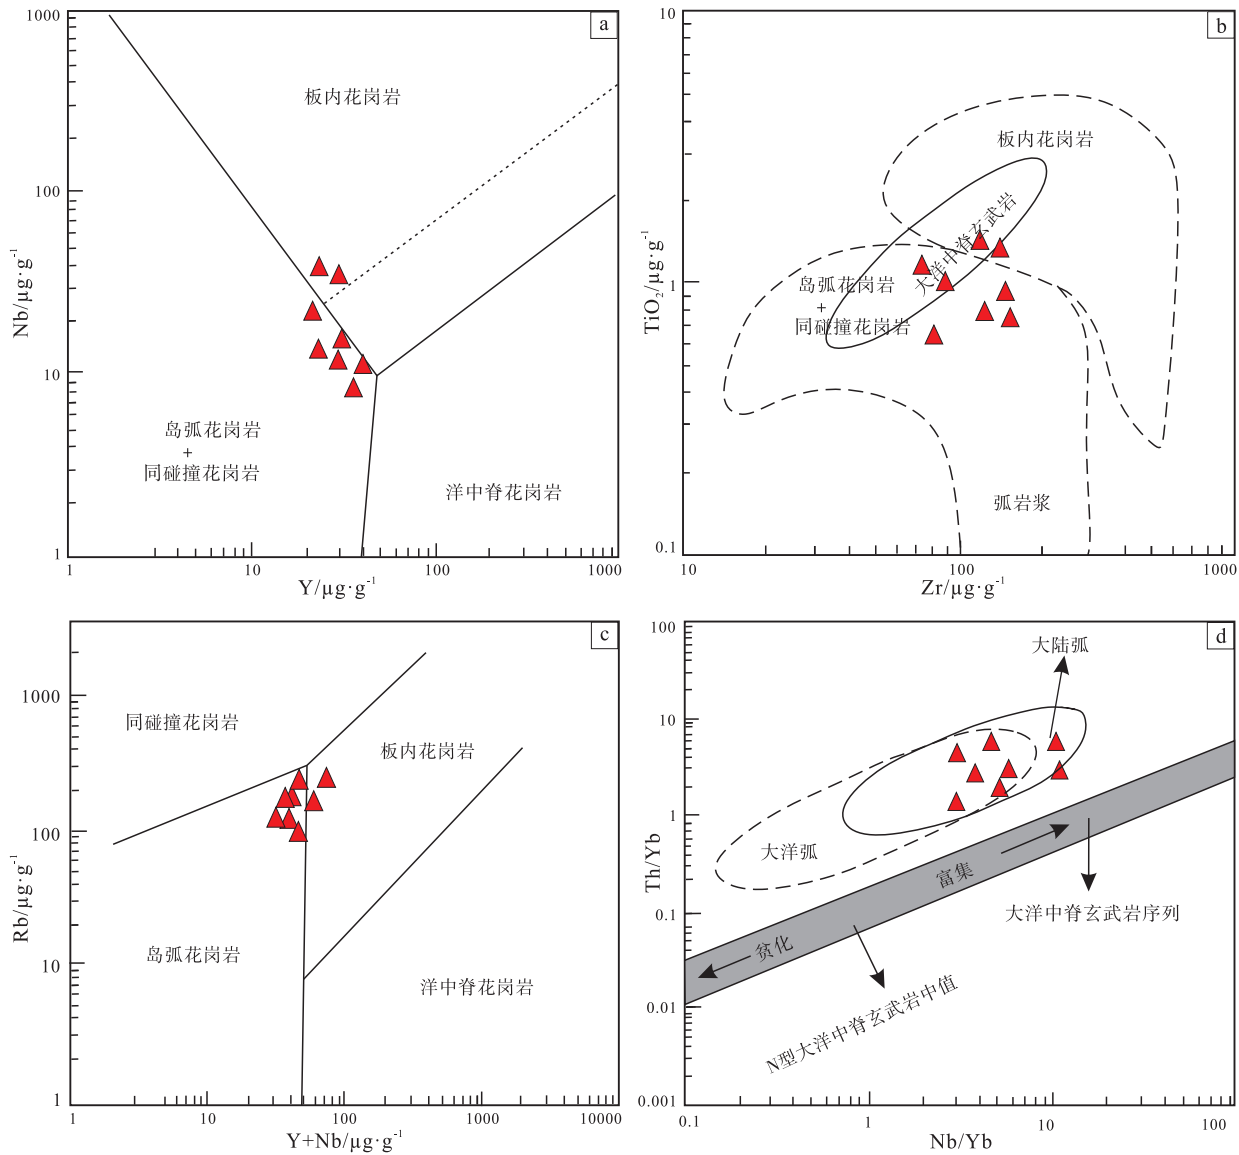 1000
a
板内花岗岩
100
Nb/μg·g⁻¹
10
岛弧花岗岩
+
同碰撞花岗岩
洋中脊花岗岩
1
1
10
100
1000
Y/μg·g⁻¹
10
b
板内花岗岩
大洋中脊玄武岩
岛弧花岗岩
+
同碰撞花岗岩
1
TiO₂/μg·g⁻¹
弧岩浆
0.1
10
100
1000
Zr/μg·g⁻¹
c
1000
同碰撞花岗岩
板内花岗岩
100
Rb/μg·g⁻¹
岛弧花岗岩
10
洋中脊花岗岩
1
10
100
1000
10000
Y+Nb/μg·g⁻¹
100
d
大陆弧
10
1
Th/Yb
大洋弧
富集
0.1
大洋中脊玄武岩序列
贫化
0.01
N型大洋中脊玄武岩中值
0.001
0.1
1
10
100
Nb/Yb